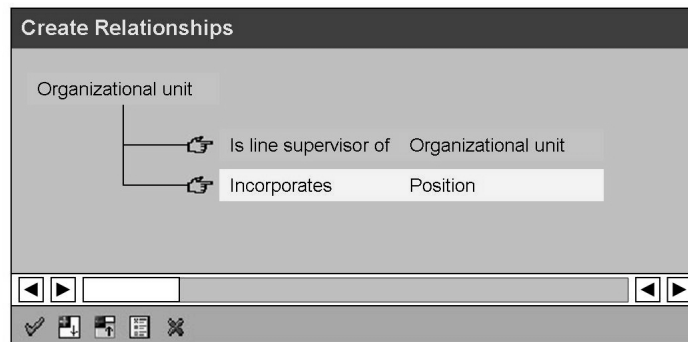 Create Relationships
Organizational unit
Is line supervisor of Organizational unit
Incorporates Position